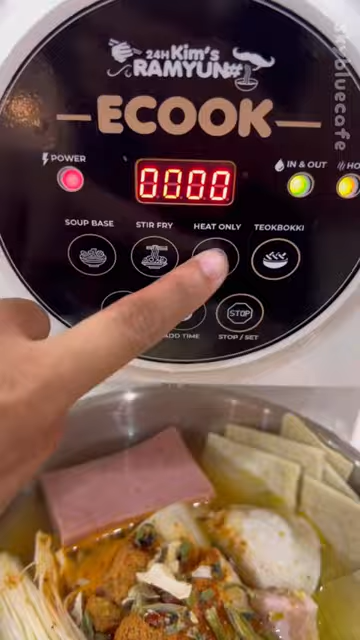 24H Kim's
RAMYUN
ECOOK
POWER
0000
IN & OUT
SOUP BASE
STIR FRY
HEAT ONLY
TEOKBOKKI
STOP
ADD TIME
STOP / SET